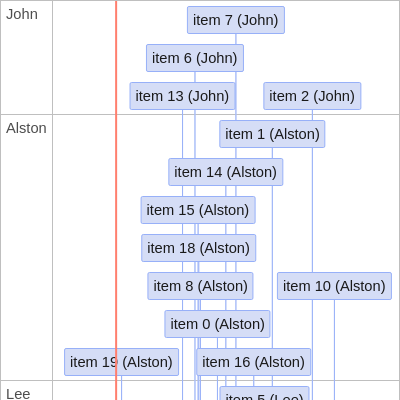 John
item 7 (John)
item 6 (John)
item 13 (John)
item 2 (John)
Alston
item 1 (Alston)
item 14 (Alston)
item 15 (Alston)
item 18 (Alston)
item 8 (Alston)
item 10 (Alston)
item 0 (Alston)
item 19 (Alston)
item 16 (Alston)
Lee
item 5 (Lee)